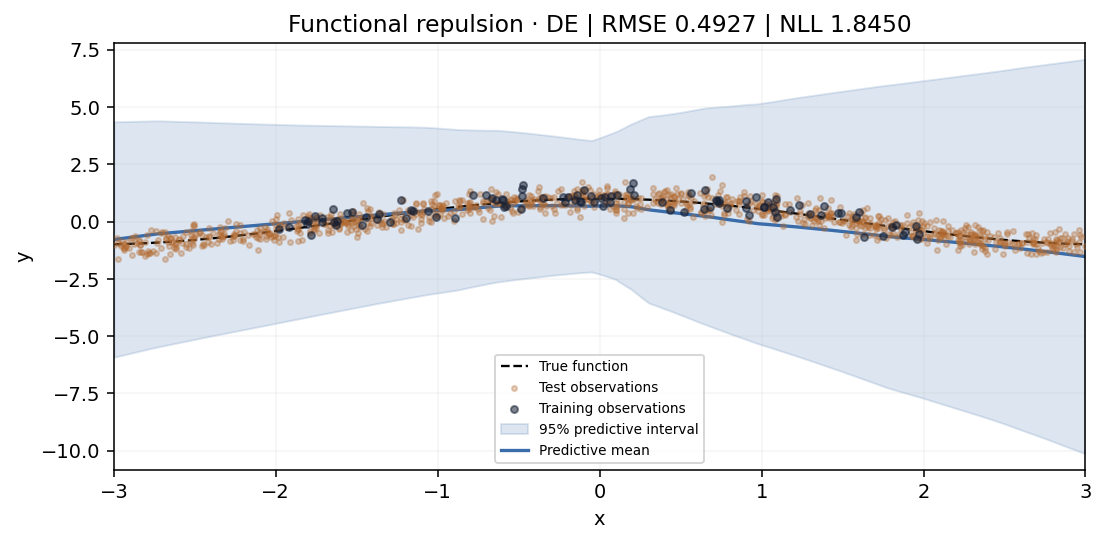 Functional repulsion · DE | RMSE 0.4927 | NLL 1.8450
7.5
5.0
2.5
0.0
−2.5
−5.0
−7.5
−10.0
y
True function
Test observations
Training observations
95% predictive interval
Predictive mean
−3
−2
−1
0
1
2
3
x